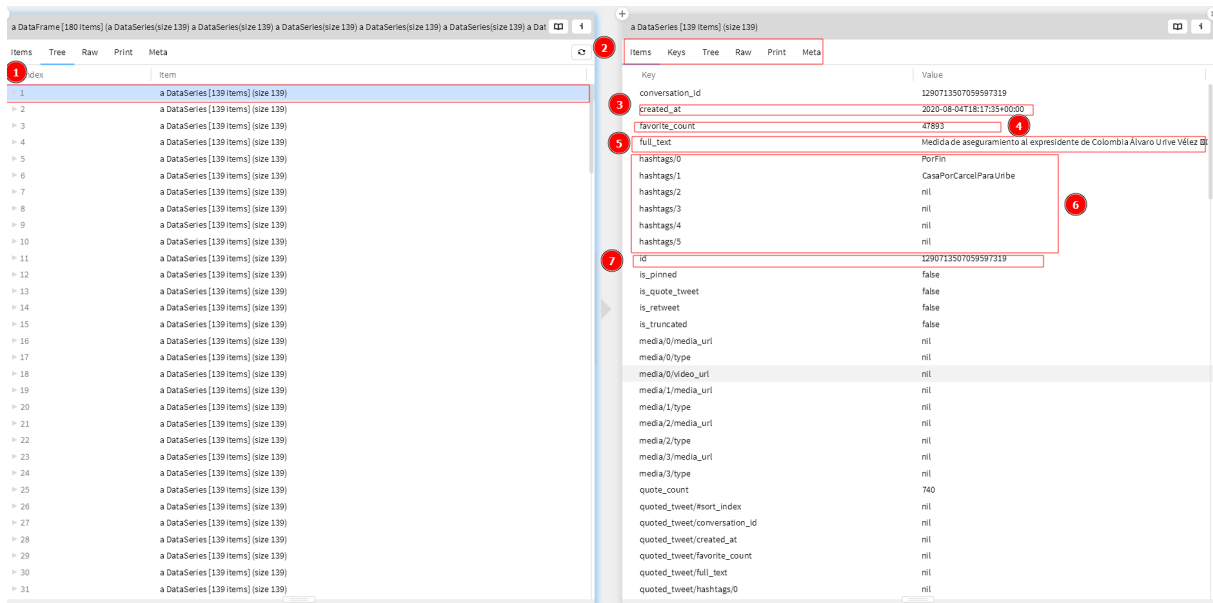 a DataFrame [180 items] (a DataSeries(size 139) a DataSeries(size 139) a DataSeries(size 139) a DataSeries(size 139) a DataSeries(size 139) a Dat
Items Tree Raw Print Meta
1
Index Item
1 a DataSeries [139 items] (size 139)
2 a DataSeries [139 items] (size 139)
3 a DataSeries [139 items] (size 139)
4 a DataSeries [139 items] (size 139)
5 a DataSeries [139 items] (size 139)
6 a DataSeries [139 items] (size 139)
7 a DataSeries [139 items] (size 139)
8 a DataSeries [139 items] (size 139)
9 a DataSeries [139 items] (size 139)
10 a DataSeries [139 items] (size 139)
11 a DataSeries [139 items] (size 139)
12 a DataSeries [139 items] (size 139)
13 a DataSeries [139 items] (size 139)
14 a DataSeries [139 items] (size 139)
15 a DataSeries [139 items] (size 139)
16 a DataSeries [139 items] (size 139)
17 a DataSeries [139 items] (size 139)
18 a DataSeries [139 items] (size 139)
19 a DataSeries [139 items] (size 139)
20 a DataSeries [139 items] (size 139)
21 a DataSeries [139 items] (size 139)
22 a DataSeries [139 items] (size 139)
23 a DataSeries [139 items] (size 139)
24 a DataSeries [139 items] (size 139)
25 a DataSeries [139 items] (size 139)
26 a DataSeries [139 items] (size 139)
27 a DataSeries [139 items] (size 139)
28 a DataSeries [139 items] (size 139)
29 a DataSeries [139 items] (size 139)
30 a DataSeries [139 items] (size 139)
31 a DataSeries [139 items] (size 139)
a DataSeries [139 items] (size 139)
2 Items Keys Tree Raw Print Meta
Key Value
conversation_id 1290713507059597319
3 created_at 2020-08-04T18:17:35+00:00
favorite_count 47893 4
5 full_text Medida de aseguramiento al expresidente de Colombia Álvaro Urive Vélez
hashtags/0 PorFin
hashtags/1 CasaPorCarcelParaUribe
hashtags/2 nil
hashtags/3 nil
6
hashtags/4 nil
hashtags/5 nil
7 id 1290713507059597319
is_pinned false
is_quote_tweet false
is_retweet false
is_truncated false
media/0/media_url nil
media/0/type nil
media/0/video_url nil
media/1/media_url nil
media/1/type nil
media/2/media_url nil
media/2/type nil
media/3/media_url nil
media/3/type nil
quote_count 740
quoted_tweet/#sort_index nil
quoted_tweet/conversation_id nil
quoted_tweet/created_at nil
quoted_tweet/favorite_count nil
quoted_tweet/full_text nil
quoted_tweet/hashtags/0 nil